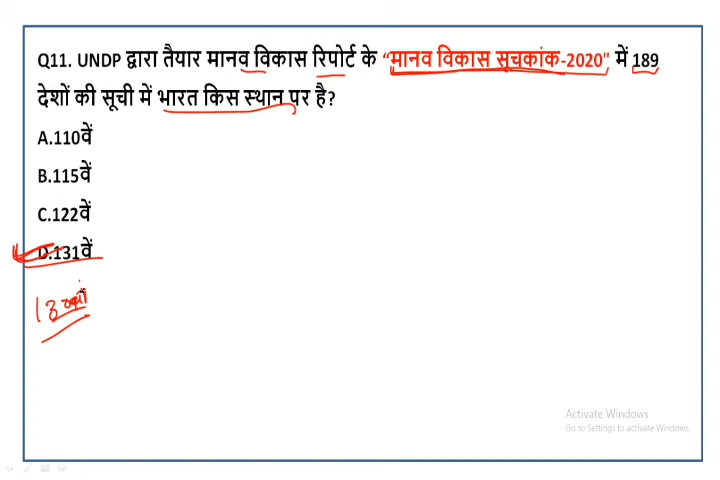 Q11. UNDP द्वारा तैयार मानव विकास रिपोर्ट के “मानव विकास सूचकांक-2020" में 189
देशों की सूची में भारत किस स्थान पर है?
A.110वें
B.115वें
C.122वें
D.131वें
Activate Windows
Go to Settings to activate Windows.